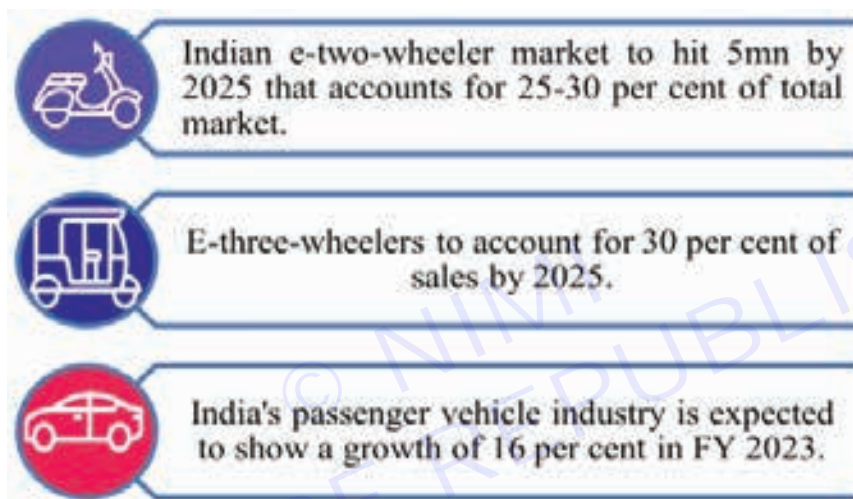 Indian e-two-wheeler market to hit 5mn by
2025 that accounts for 25-30 per cent of total
market.
E-three-wheelers to account for 30 per cent of
sales by 2025.
India's passenger vehicle industry is expected
to show a growth of 16 per cent in FY 2023.
© NIMI
E REPUBLIS